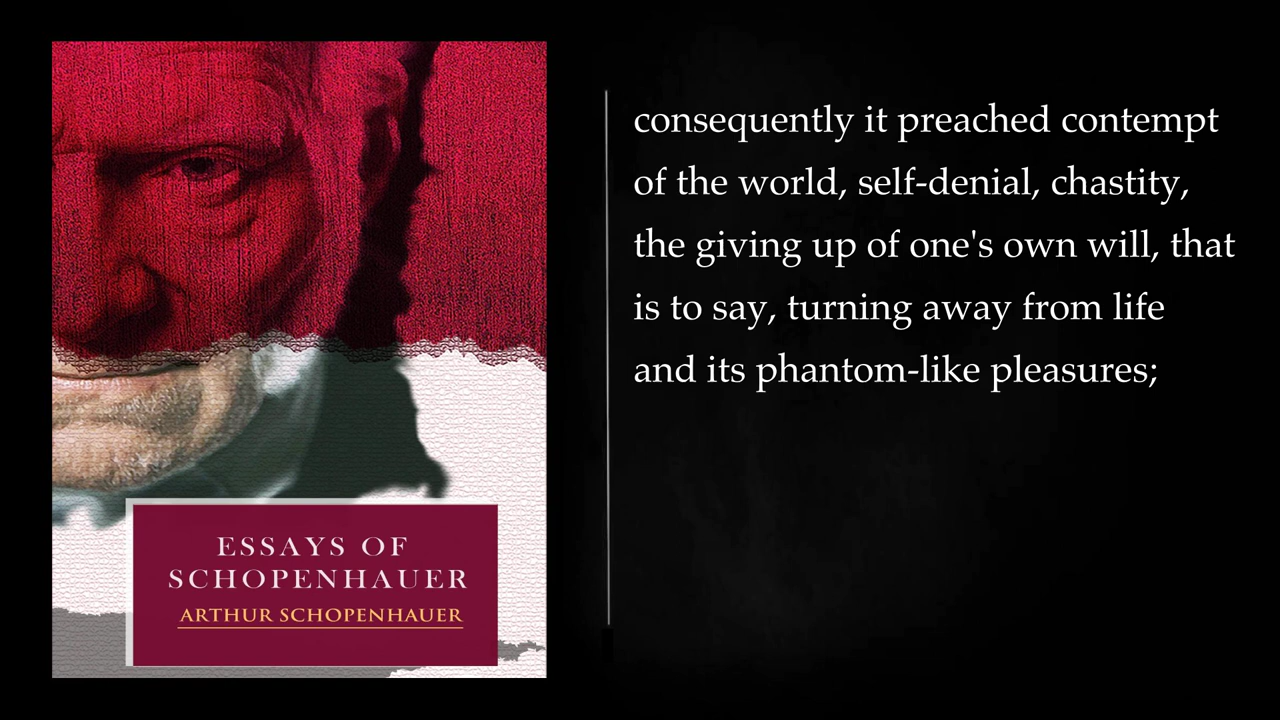 ESSAYS OF
SCHOPENHAUER
ARTHUR SCHOPENHAUER
consequently it preached contempt
of the world, self-denial, chastity,
the giving up of one's own will, that
is to say, turning away from life
and its phantom-like pleasures;